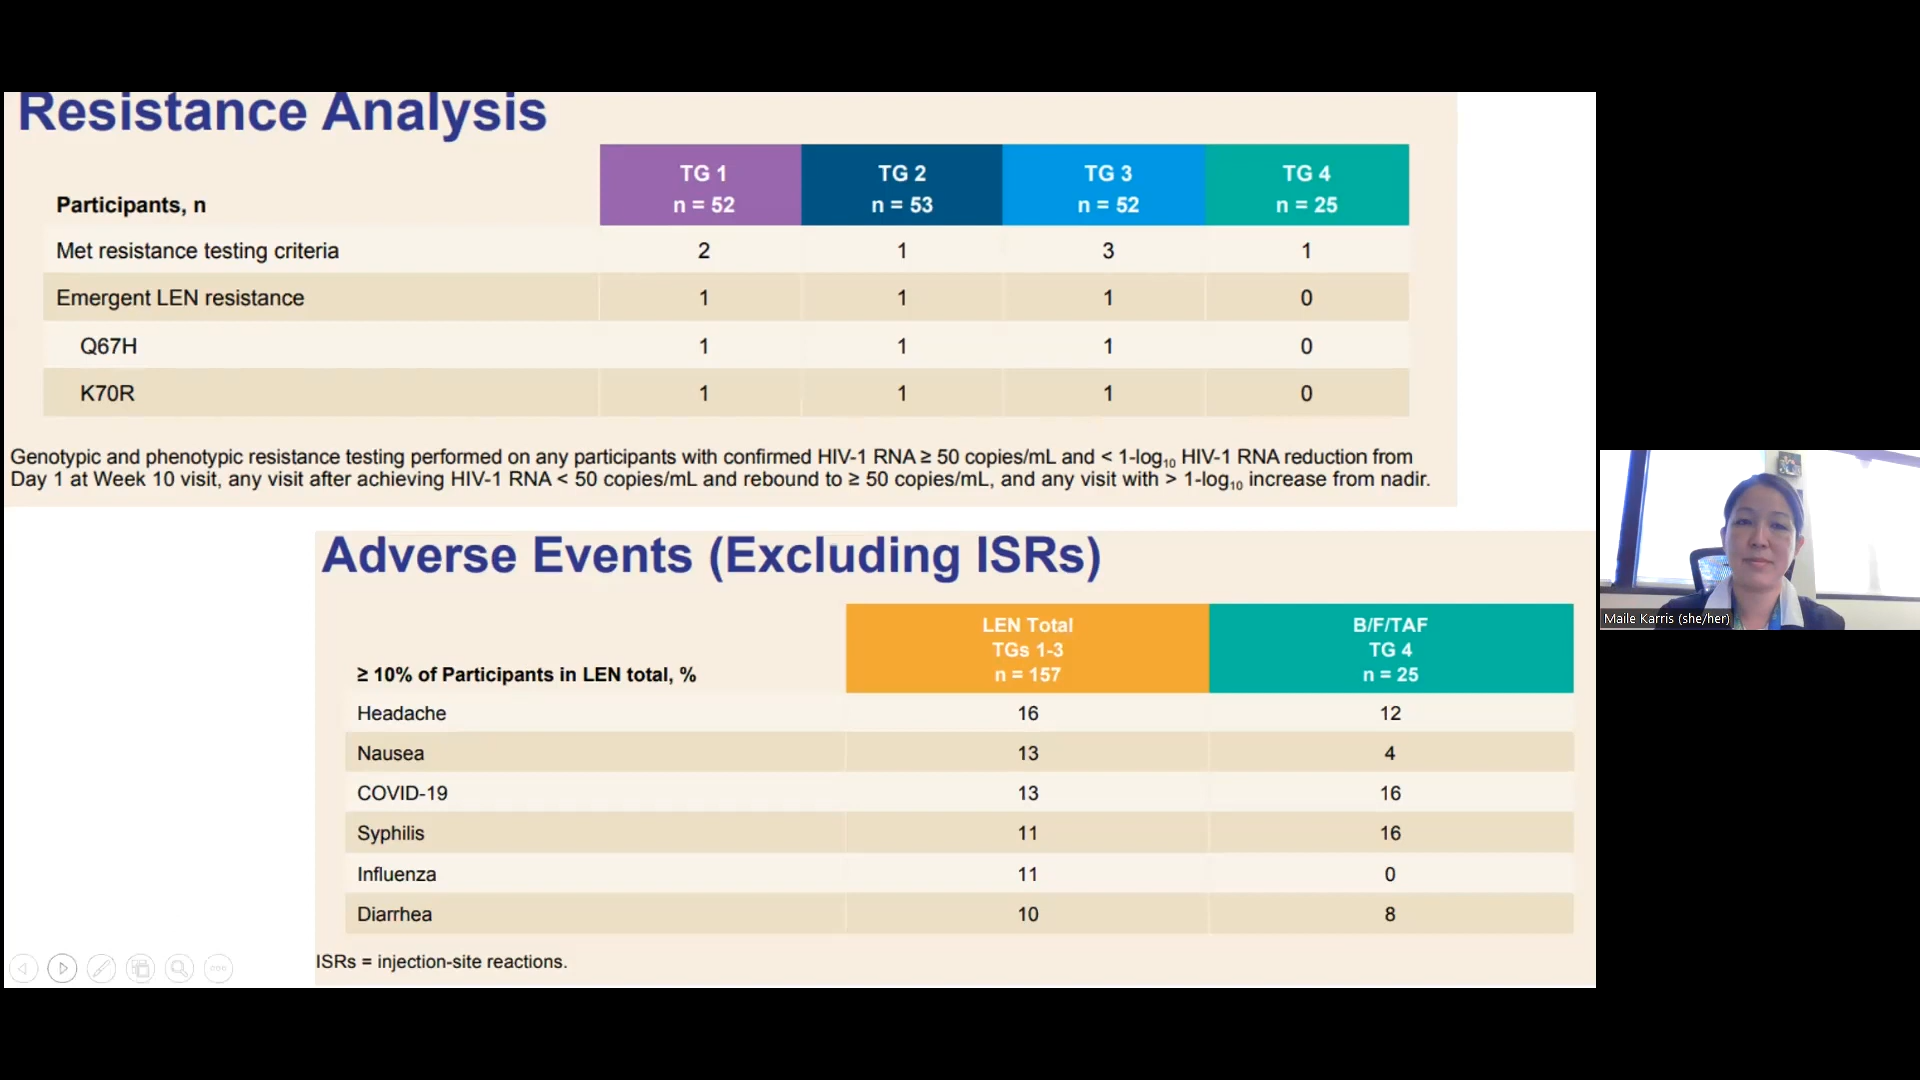 Resistance Analysis
TG 1 TG 2 TG 3 TG 4
Participants, n n = 52 n = 53 n = 52 n = 25
Met resistance testing criteria 2 1 3 1
Emergent LEN resistance 1 1 1 0
Q67H 1 1 1 0
K70R 1 1 1 0
Genotypic and phenotypic resistance testing performed on any participants with confirmed HIV-1 RNA ≥ 50 copies/mL and < 1-log10 HIV-1 RNA reduction from
Day 1 at Week 10 visit, any visit after achieving HIV-1 RNA < 50 copies/mL and rebound to ≥ 50 copies/mL, and any visit with > 1-log10 increase from nadir.
Adverse Events (Excluding ISRs)
LEN Total B/F/TAF
TGs 1-3 TG 4
≥ 10% of Participants in LEN total, % n = 157 n = 25
Headache 16 12
Nausea 13 4
COVID-19 13 16
Syphilis 11 16
Influenza 11 0
Diarrhea 10 8
ISRs = injection-site reactions.
Maile Karris (she/her)